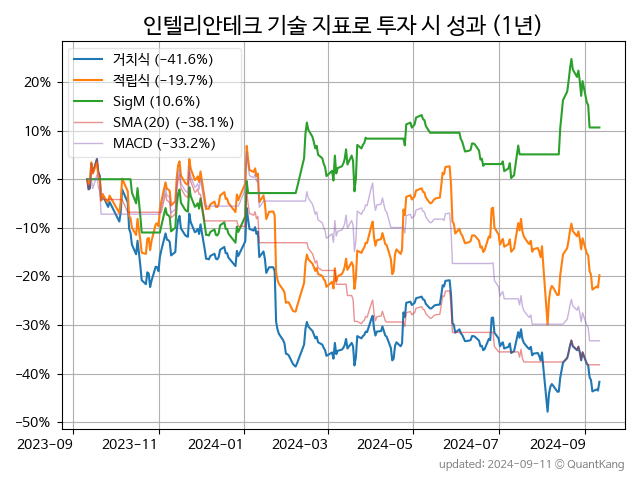 인텔리안테크 기술 지표로 투자 시 성과 (1년)
거치식 (−41.6%)
적립식 (−19.7%)
SigM (10.6%)
SMA(20) (−38.1%)
MACD (−33.2%)
20%
10%
0%
−10%
−20%
−30%
−40%
−50%
2023-09 2023-11 2024-01 2024-03 2024-05 2024-07 2024-09
updated: 2024-09-11 © QuantKang